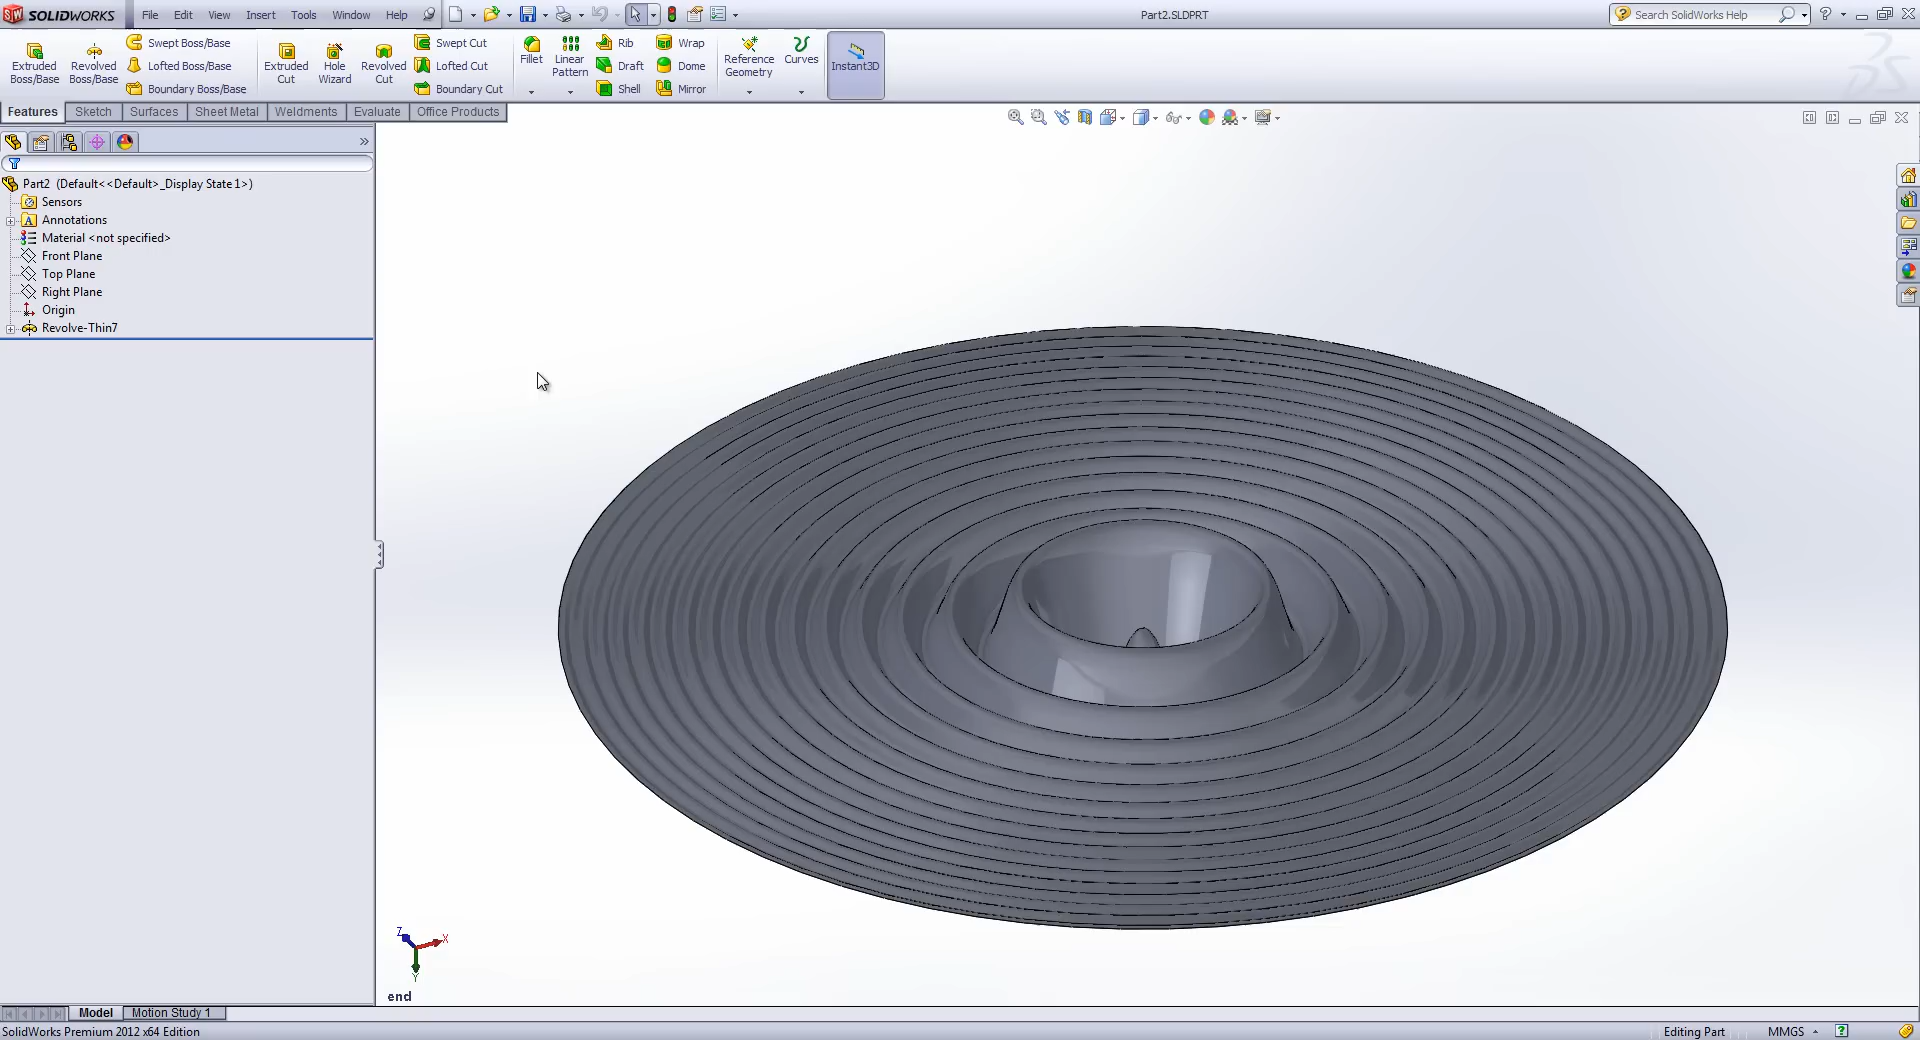 SW SOLIDWORKS File Edit View Insert Tools Window Help Part2.SLDPRT Search SolidWorks Help
Extruded Boss/Base
Revolved Boss/Base
Swept Boss/Base
Lofted Boss/Base
Boundary Boss/Base
Extruded Cut
Hole Wizard
Revolved Cut
Swept Cut
Lofted Cut
Boundary Cut
Fillet
Linear Pattern
Rib
Draft
Shell
Wrap
Dome
Mirror
Reference Geometry
Curves
Instant3D
Features Sketch Surfaces Sheet Metal Weldments Evaluate Office Products
Part2 (Default<<Default>_Display State 1>)
Sensors
A Annotations
Material <not specified>
Front Plane
Top Plane
Right Plane
Origin
Revolve-Thin7
Z X
Y
end
Model Motion Study 1
SolidWorks Premium 2012 x64 Edition Editing Part MMGS